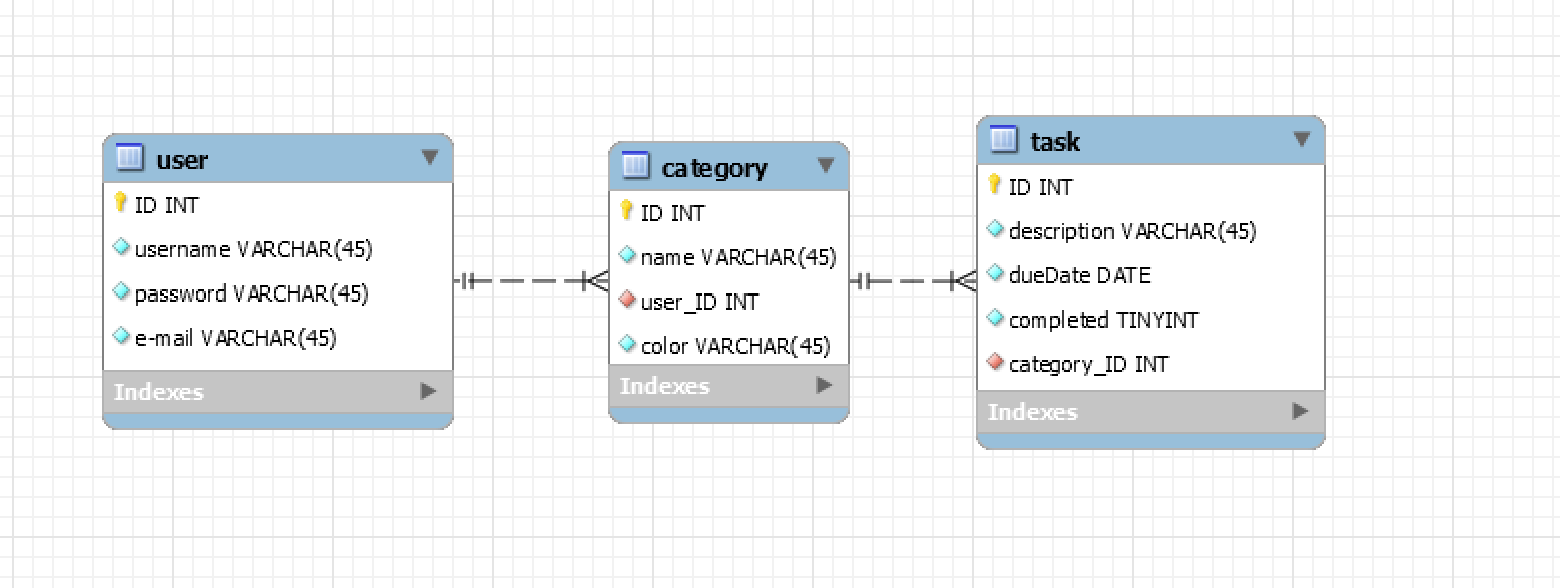 user
ID INT
username VARCHAR(45)
password VARCHAR(45)
e-mail VARCHAR(45)
Indexes
category
ID INT
name VARCHAR(45)
user_ID INT
color VARCHAR(45)
Indexes
task
ID INT
description VARCHAR(45)
dueDate DATE
completed TINYINT
category_ID INT
Indexes